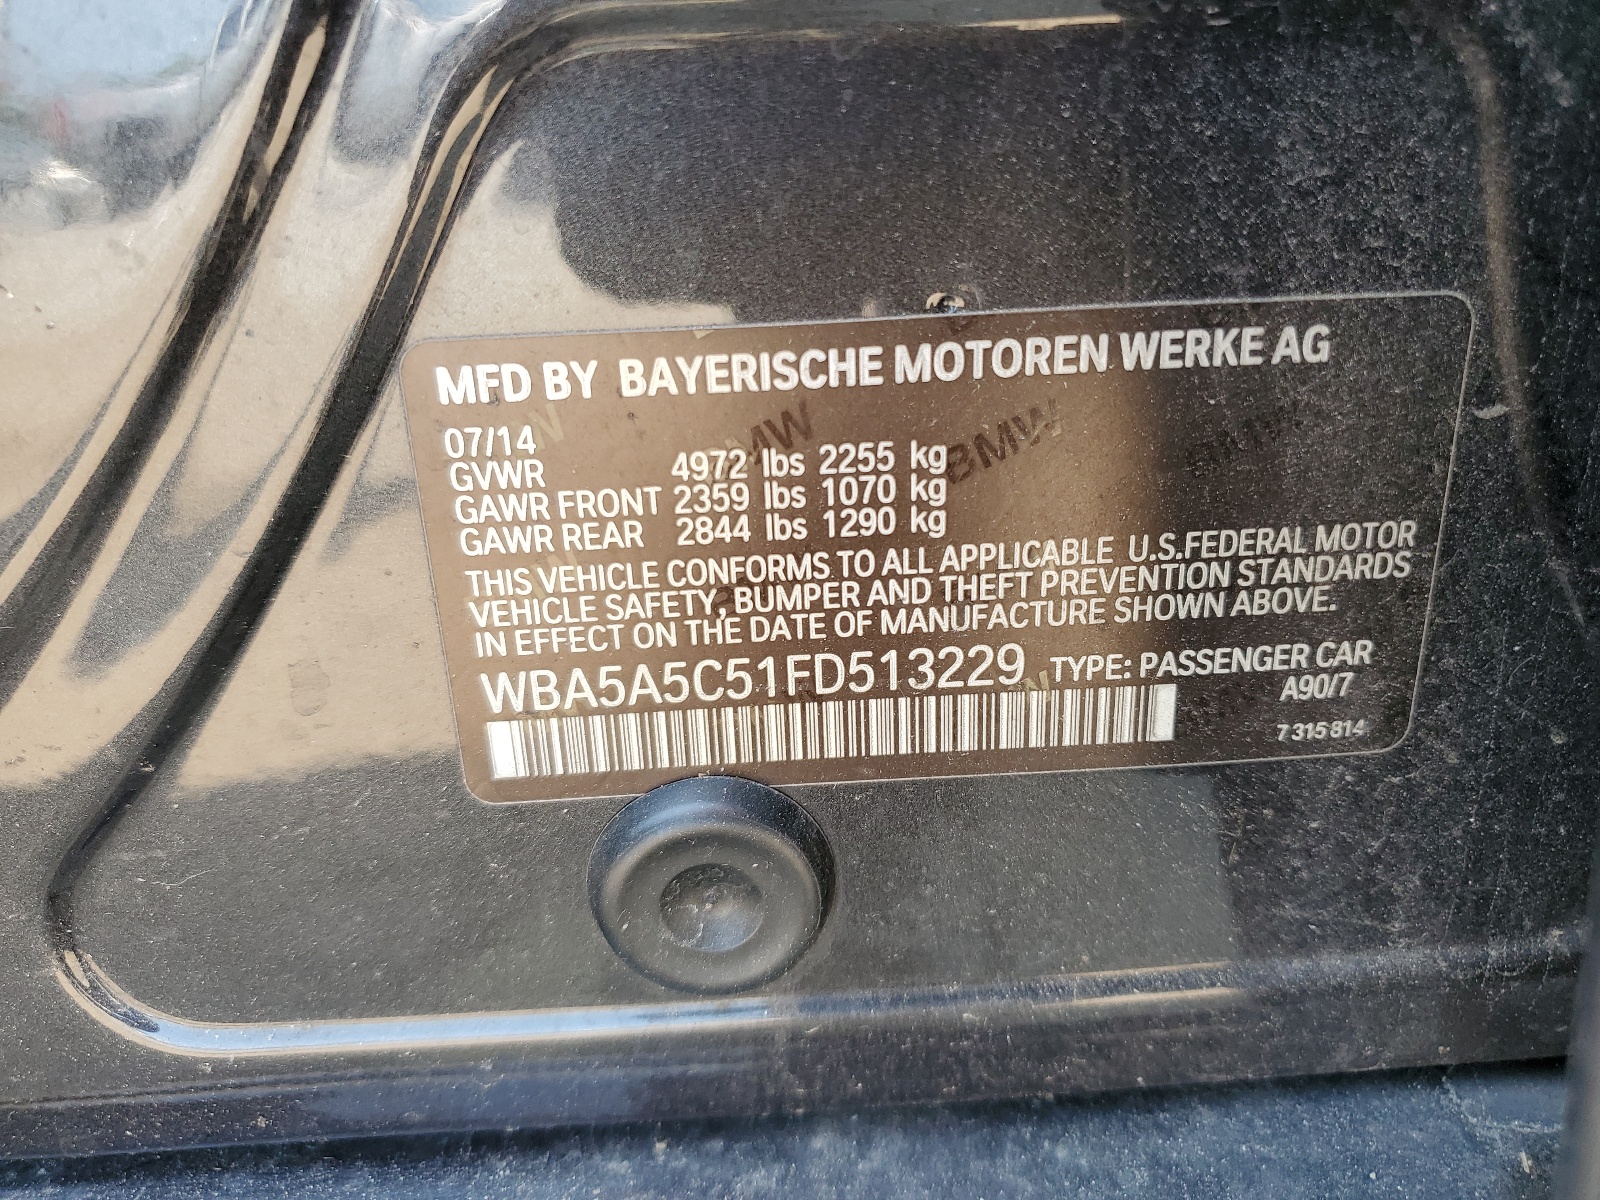 MFD BY BAYERISCHE MOTOREN WERKE AG
07/14
GVWR 4972 lbs 2255 kg
GAWR FRONT 2359 lbs 1070 kg
GAWR REAR 2844 lbs 1290 kg
THIS VEHICLE CONFORMS TO ALL APPLICABLE U.S.FEDERAL MOTOR
VEHICLE SAFETY, BUMPER AND THEFT PREVENTION STANDARDS
IN EFFECT ON THE DATE OF MANUFACTURE SHOWN ABOVE.
WBA5A5C51FD513229 TYPE: PASSENGER CAR
A90/7
7 315 814
BMW
BMW
BMW